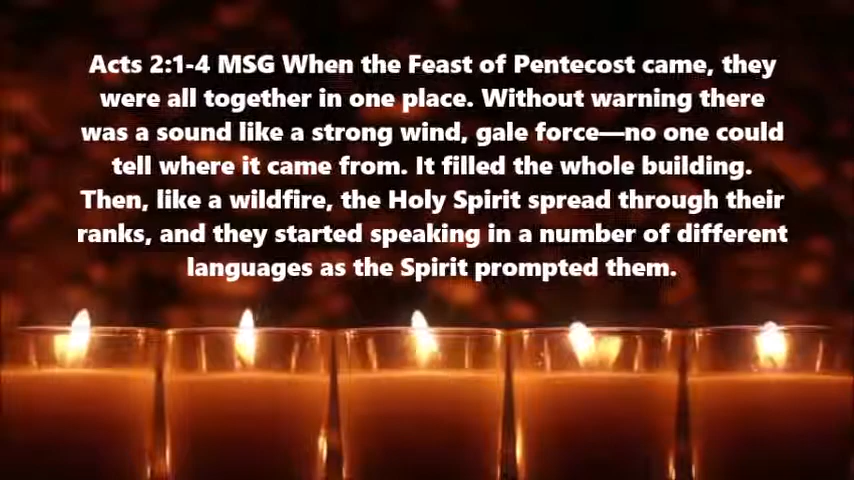 Acts 2:1-4 MSG When the Feast of Pentecost came, they
were all together in one place. Without warning there
was a sound like a strong wind, gale force—no one could
tell where it came from. It filled the whole building.
Then, like a wildfire, the Holy Spirit spread through their
ranks, and they started speaking in a number of different
languages as the Spirit prompted them.